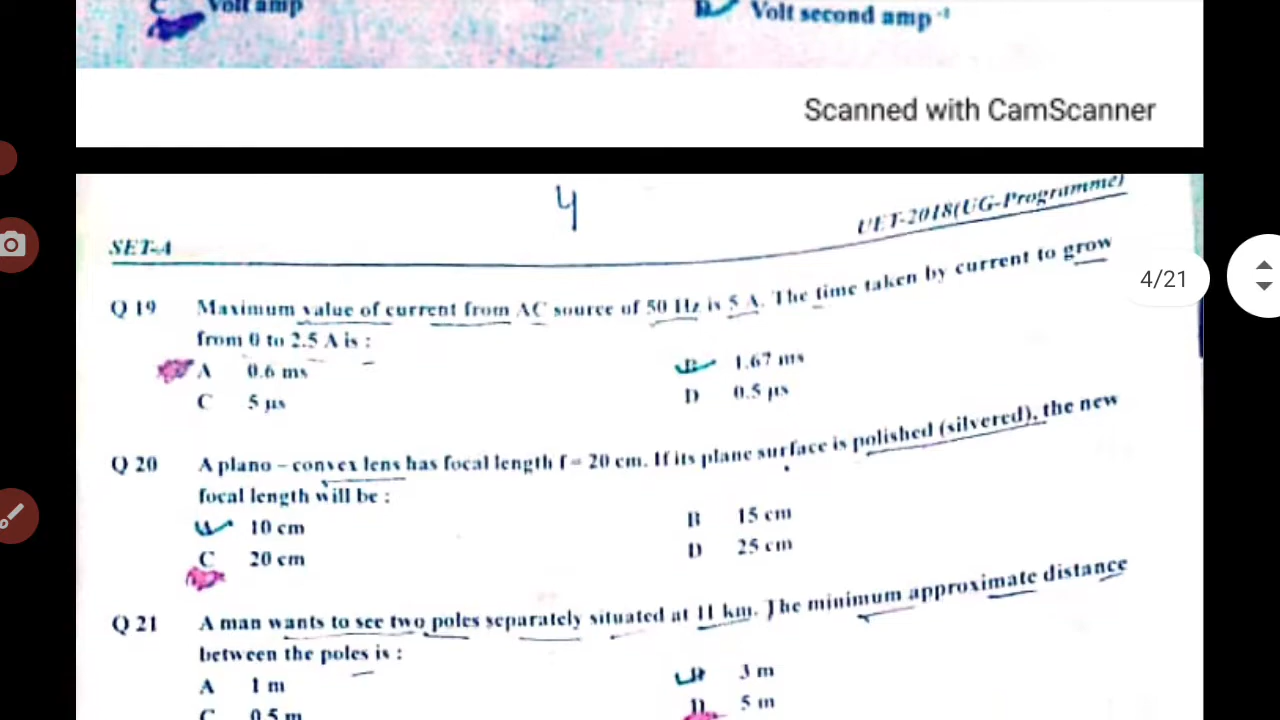 C Volt amp
Volt second amp⁻¹
Scanned with CamScanner
4
UET-2018(UG-Programme)
SET-A
4/21
Q 19 Maximum value of current from AC source of 50 Hz is 5 A. The time taken by current to grow
from 0 to 2.5 A is :
A 0.6 ms
B 1.67 ms
C 5 µs
D 0.5 µs
Q 20 A plano – convex lens has focal length f = 20 cm. If its plane surface is polished (silvered), the new
focal length will be :
10 cm
B 15 cm
C 20 cm
D 25 cm
Q 21 A man wants to see two poles separately situated at 11 km. The minimum approximate distance
between the poles is :
A 1 m
3 m
C 0.5 m
D 5 m